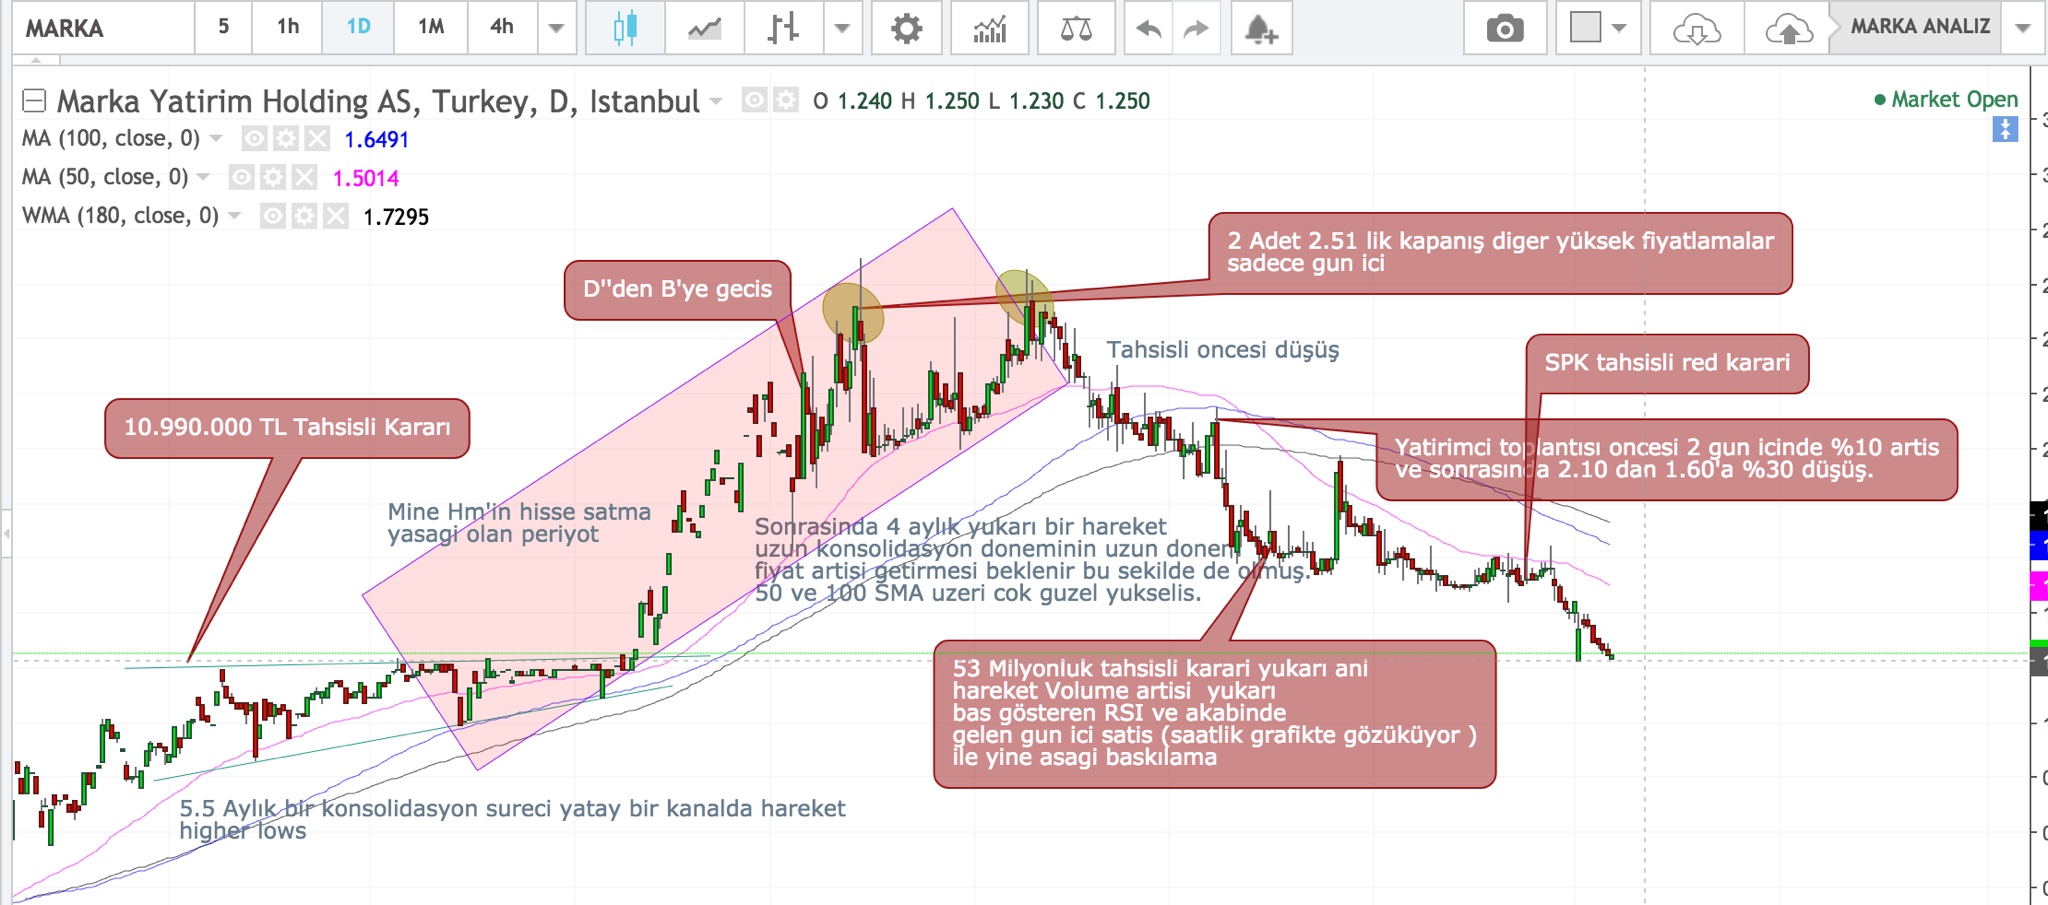 MARKA 5 1h 1D 1M 4h MARKA ANALIZ
Marka Yatirim Holding AS, Turkey, D, Istanbul O 1.240 H 1.250 L 1.230 C 1.250
Market Open
MA (100, close, 0) 1.6491
MA (50, close, 0) 1.5014
WMA (180, close, 0) 1.7295
2 Adet 2.51 lik kapanış diger yüksek fiyatlamalar
sadece gun ici
D''den B'ye gecis
Tahsisli oncesi düşüş
SPK tahsisli red karari
10.990.000 TL Tahsisli Kararı
Yatirimci toplantısı oncesi 2 gun icinde %10 artis
ve sonrasında 2.10 dan 1.60'a %30 düşüş.
Mine Hm'in hisse satma
yasagi olan periyot
Sonrasinda 4 aylık yukarı bir hareket
uzun konsolidasyon doneminin uzun donem
fiyat artisi getirmesi beklenir bu sekilde de olmuş.
50 ve 100 SMA uzeri cok guzel yukselis.
53 Milyonluk tahsisli karari yukarı ani
hareket Volume artisi yukarı
bas gösteren RSI ve akabinde
gelen gun ici satis (saatlik grafikte gözüküyor )
ile yine asagi baskılama
5.5 Aylık bir konsolidasyon sureci yatay bir kanalda hareket
higher lows